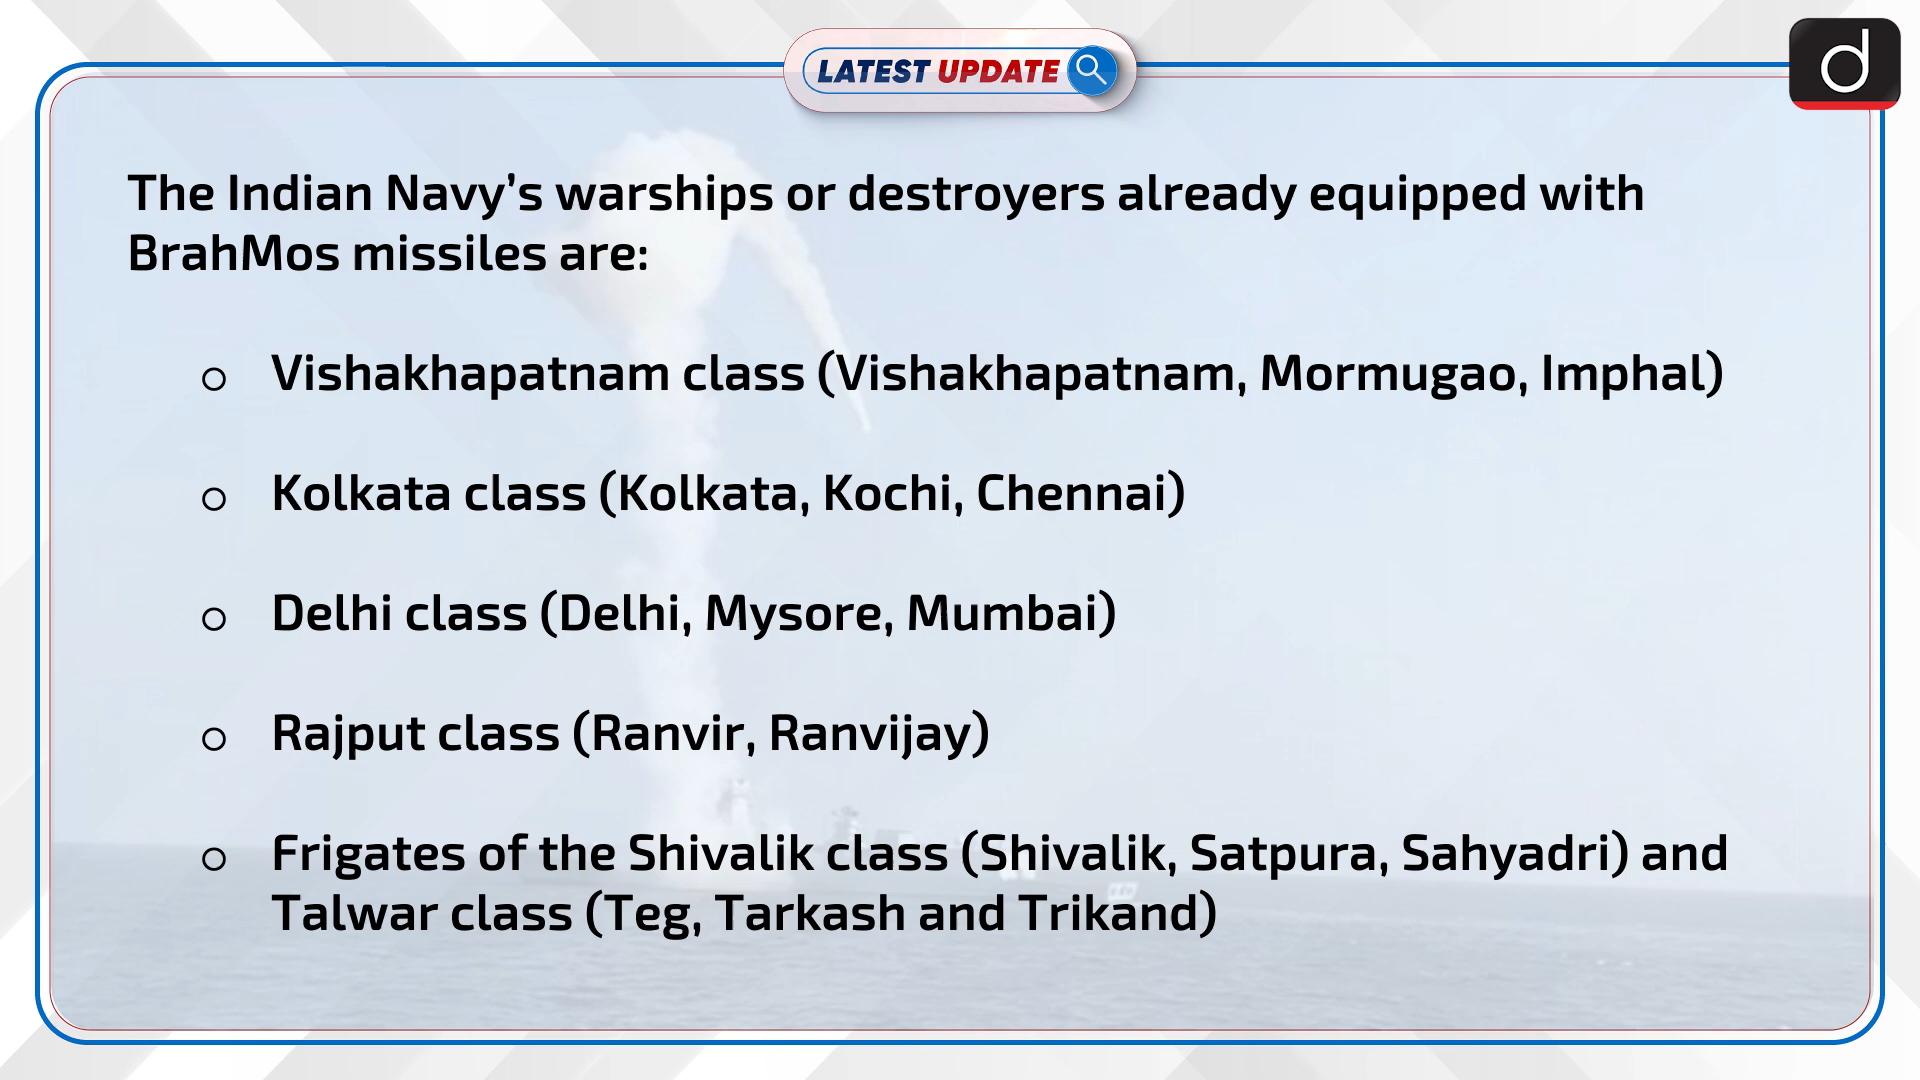 LATEST UPDATE
d
The Indian Navy’s warships or destroyers already equipped with
BrahMos missiles are:
○ Vishakhapatnam class (Vishakhapatnam, Mormugao, Imphal)
○ Kolkata class (Kolkata, Kochi, Chennai)
○ Delhi class (Delhi, Mysore, Mumbai)
○ Rajput class (Ranvir, Ranvijay)
○ Frigates of the Shivalik class (Shivalik, Satpura, Sahyadri) and
Talwar class (Teg, Tarkash and Trikand)